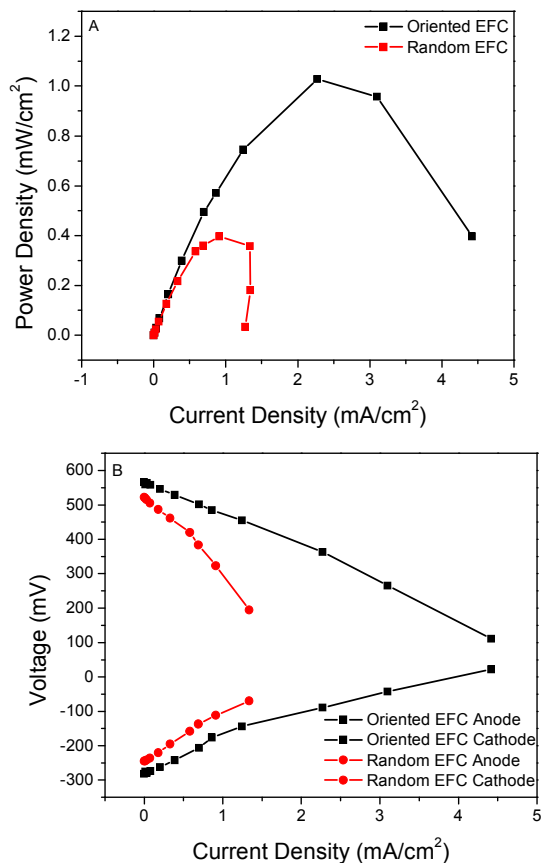 A
Oriented EFC
Random EFC
1.2
1.0
0.8
0.6
0.4
0.2
0.0
Power Density (mW/cm²)
-1 0 1 2 3 4 5
Current Density (mA/cm²)
B
600
500
400
300
200
100
0
-100
-200
-300
Voltage (mV)
Oriented EFC Anode
Oriented EFC Cathode
Random EFC Anode
Random EFC Cathode
0 1 2 3 4 5
Current Density (mA/cm²)